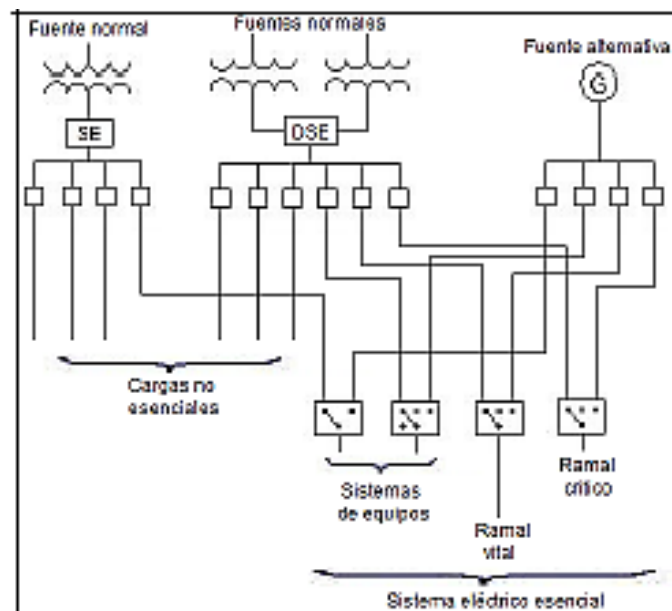 Fuente normal
Fuentes normales
Fuente alternativa
G
SE
DSE
Cargas no
esenciales
Sistemas
de equipos
Ramal
vital
Ramal
crítico
Sistema eléctrico esencial